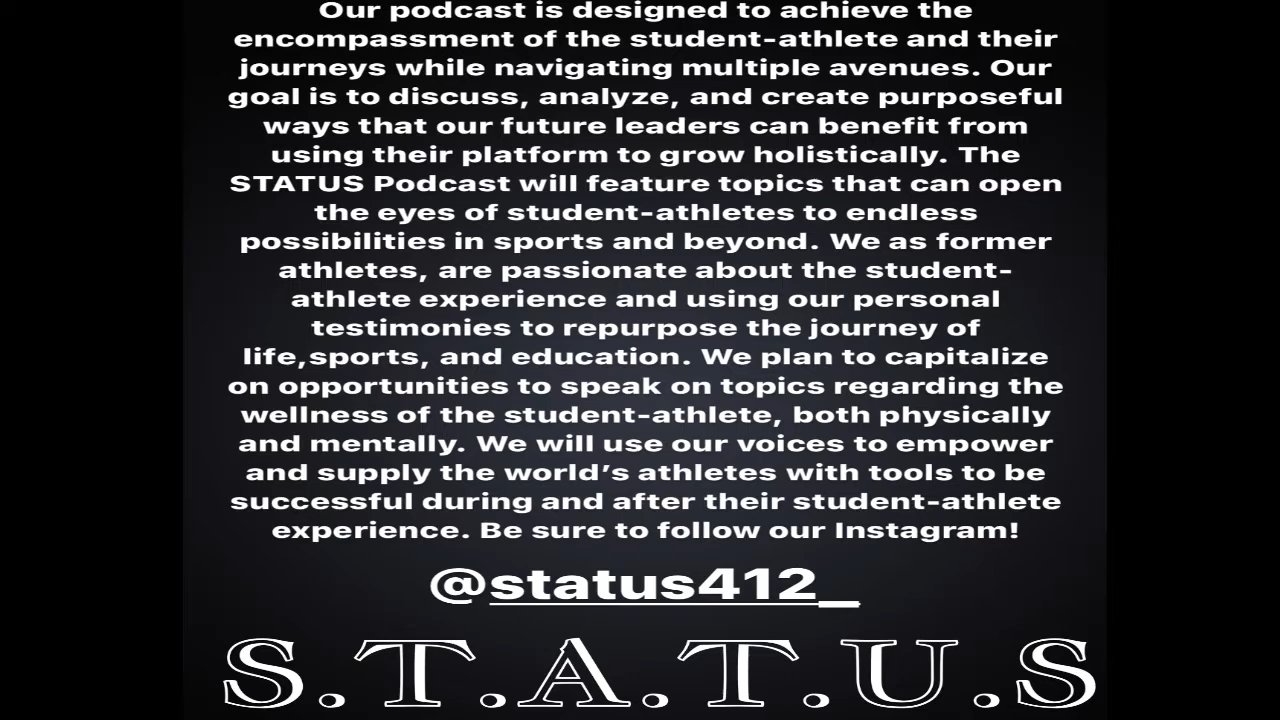 Our podcast is designed to achieve the
encompassment of the student-athlete and their
journeys while navigating multiple avenues. Our
goal is to discuss, analyze, and create purposeful
ways that our future leaders can benefit from
using their platform to grow holistically. The
STATUS Podcast will feature topics that can open
the eyes of student-athletes to endless
possibilities in sports and beyond. We as former
athletes, are passionate about the student-
athlete experience and using our personal
testimonies to repurpose the journey of
life,sports, and education. We plan to capitalize
on opportunities to speak on topics regarding the
wellness of the student-athlete, both physically
and mentally. We will use our voices to empower
and supply the world’s athletes with tools to be
successful during and after their student-athlete
experience. Be sure to follow our Instagram!
@status412_
S.T.A.T.U.S